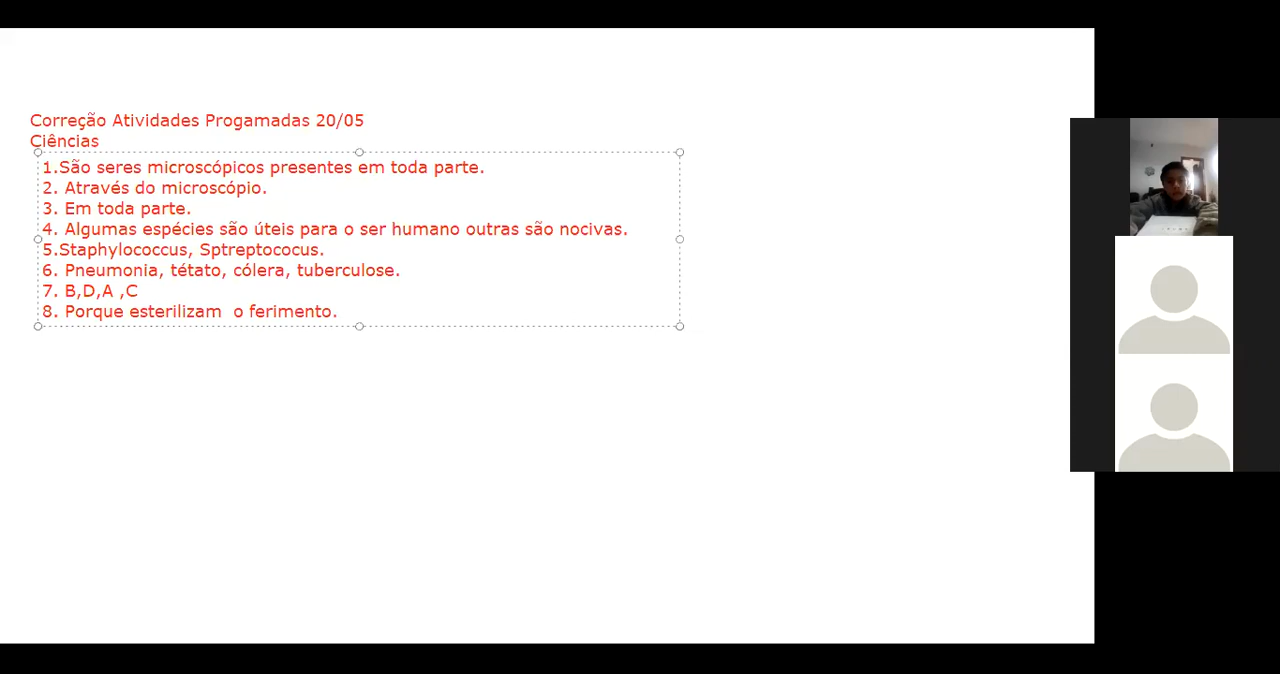 Correção Atividades Progamadas 20/05
Ciências
1.São seres microscópicos presentes em toda parte.
2. Através do microscópio.
3. Em toda parte.
4. Algumas espécies são úteis para o ser humano outras são nocivas.
5.Staphylococcus, Sptreptococus.
6. Pneumonia, tétato, cólera, tuberculose.
7. B,D,A ,C
8. Porque esterilizam  o ferimento.